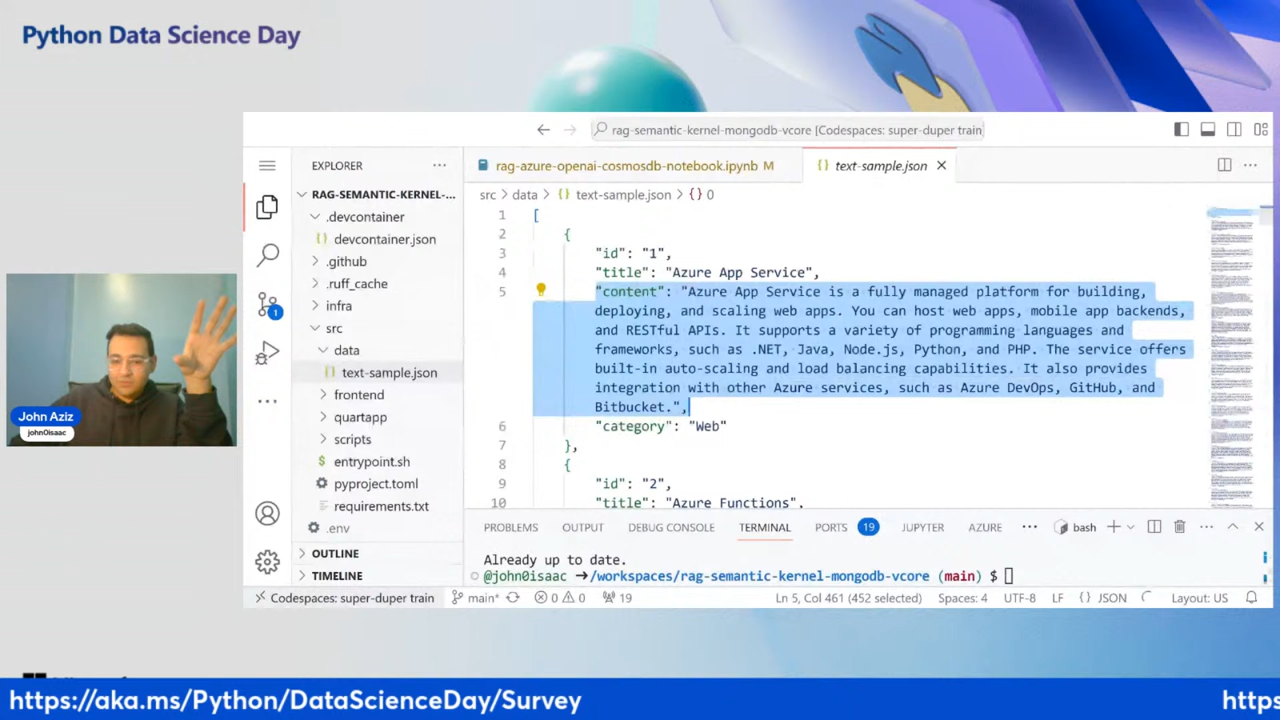 Python Data Science Day
rag-semantic-kernel-mongodb-vcore [Codespaces: super-duper train]
EXPLORER
RAG-SEMANTIC-KERNEL-...
.devcontainer
devcontainer.json
.github
.ruff_cache
infra
src
data
text-sample.json
frontend
quartapp
scripts
entrypoint.sh
pyproject.toml
requirements.txt
.env
OUTLINE
TIMELINE
1
rag-azure-openai-cosmosdb-notebook.ipynb M
{} text-sample.json
src > data > {} text-sample.json > {} 0
1 [
2 {
3 "id": "1",
4 "title": "Azure App Service",
5 "content": "Azure App Service is a fully managed platform for building,
deploying, and scaling web apps. You can host web apps, mobile app backends,
and RESTful APIs. It supports a variety of programming languages and
frameworks, such as .NET, Java, Node.js, Python, and PHP. The service offers
built-in auto-scaling and load balancing capabilities. It also provides
integration with other Azure services, such as Azure DevOps, GitHub, and
Bitbucket.",
6 "category": "Web"
7 },
8 {
9 "id": "2",
10 "title": "Azure Functions",
PROBLEMS OUTPUT DEBUG CONSOLE TERMINAL PORTS 19 JUPYTER AZURE bash
Already up to date.
@john0isaac ➜/workspaces/rag-semantic-kernel-mongodb-vcore (main) $
Codespaces: super-duper train main* 0 0 19 Ln 5, Col 461 (452 selected) Spaces: 4 UTF-8 LF {} JSON Layout: US
John Aziz
john0isaac
https://aka.ms/Python/DataScienceDay/Survey
https